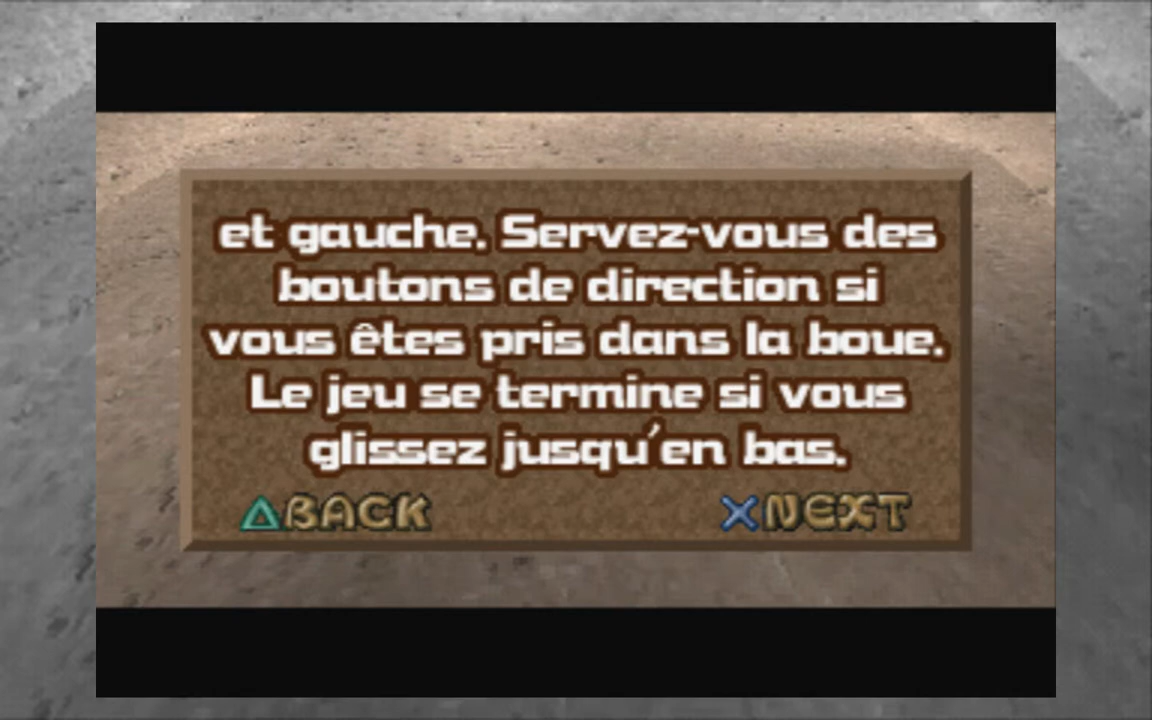 et gauche. Servez-vous des
boutons de direction si
vous êtes pris dans la boue.
Le jeu se termine si vous
glissez jusqu'en bas.
BACK NEXT